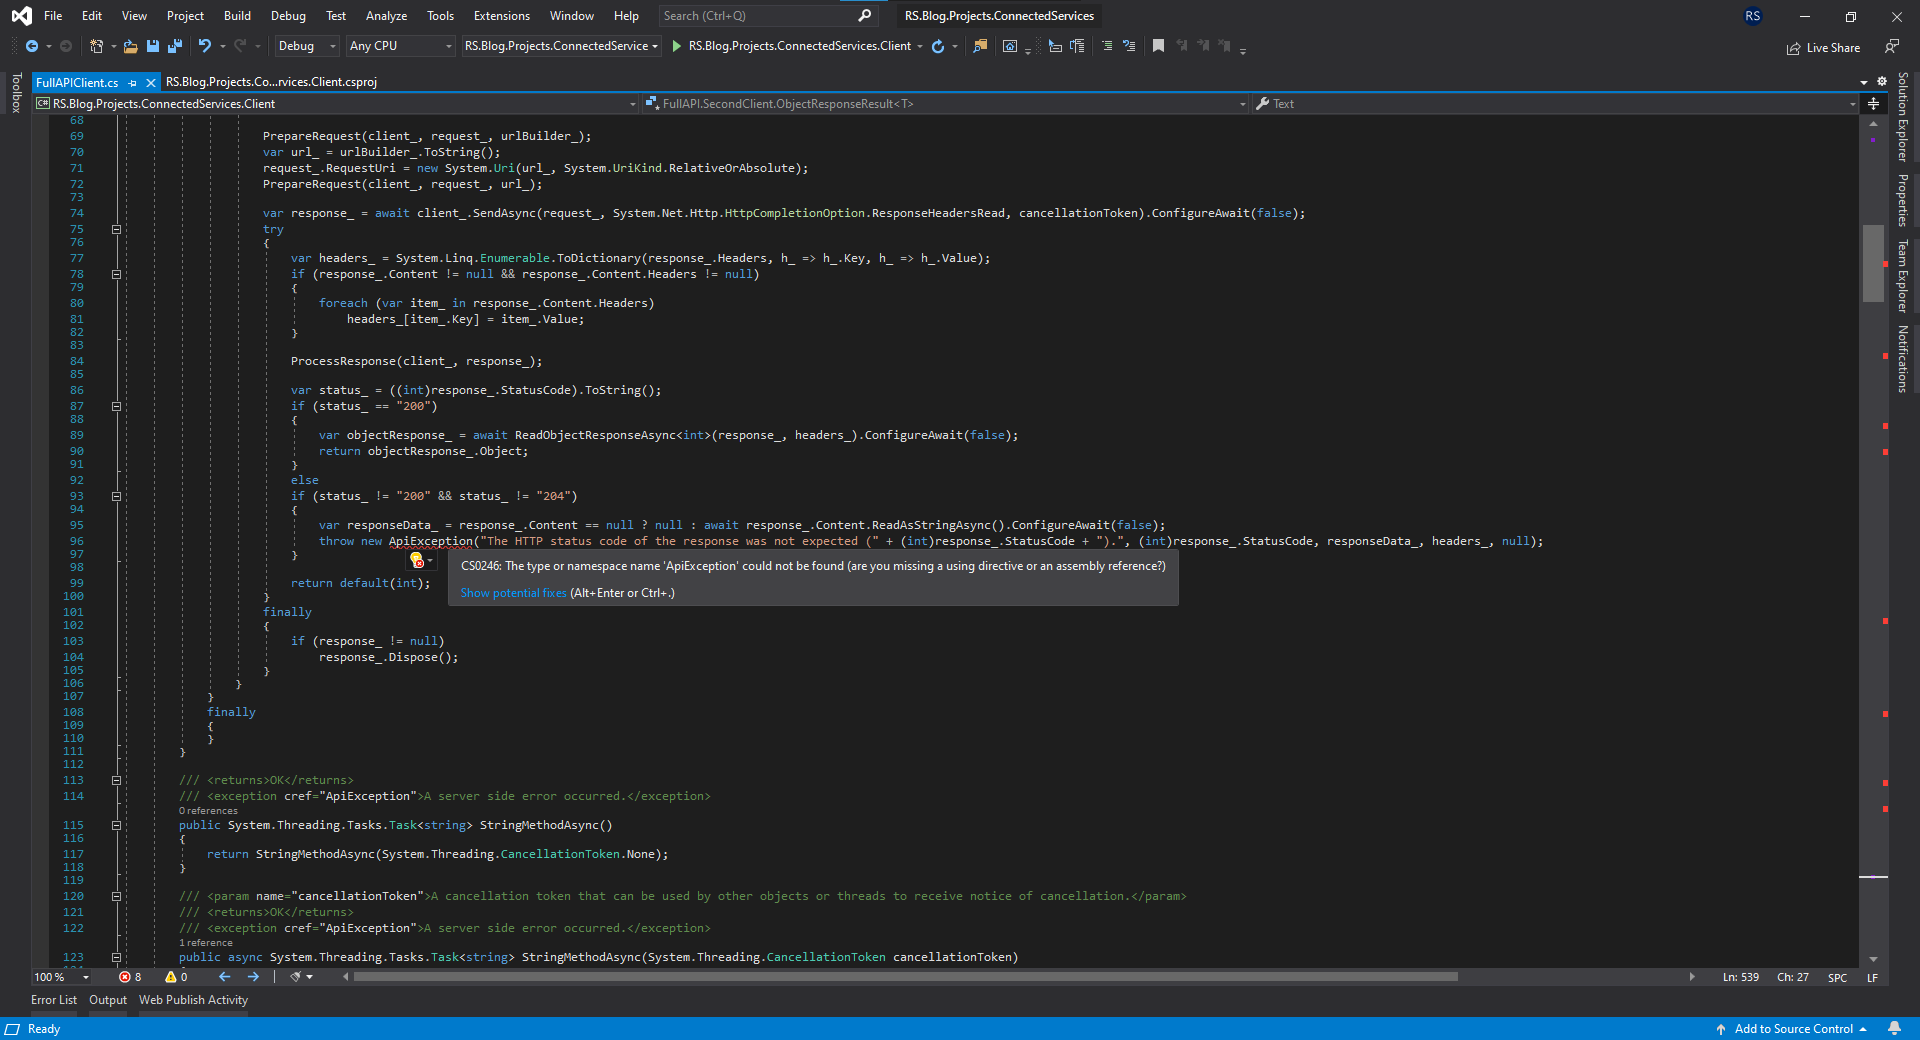 File Edit View Project Build Debug Test Analyze Tools Extensions Window Help Search (Ctrl+Q) RS.Blog.Projects.ConnectedServices RS
Debug Any CPU RS.Blog.Projects.ConnectedService RS.Blog.Projects.ConnectedServices.Client Live Share
Toolbox
FullAPIClient.cs RS.Blog.Projects.Co...rvices.Client.csproj
RS.Blog.Projects.ConnectedServices.Client FullAPI.SecondClient.ObjectResponseResult<T> Text
68
69 PrepareRequest(client_, request_, urlBuilder_);
70 var url_ = urlBuilder_.ToString();
71 request_.RequestUri = new System.Uri(url_, System.UriKind.RelativeOrAbsolute);
72 PrepareRequest(client_, request_, url_);
73
74 var response_ = await client_.SendAsync(request_, System.Net.Http.HttpCompletionOption.ResponseHeadersRead, cancellationToken).ConfigureAwait(false);
75 try
76 {
77 var headers_ = System.Linq.Enumerable.ToDictionary(response_.Headers, h_ => h_.Key, h_ => h_.Value);
78 if (response_.Content != null && response_.Content.Headers != null)
79 {
80 foreach (var item_ in response_.Content.Headers)
81 headers_[item_.Key] = item_.Value;
82 }
83
84 ProcessResponse(client_, response_);
85
86 var status_ = ((int)response_.StatusCode).ToString();
87 if (status_ == "200")
88 {
89 var objectResponse_ = await ReadObjectResponseAsync<int>(response_, headers_).ConfigureAwait(false);
90 return objectResponse_.Object;
91 }
92 else
93 if (status_ != "200" && status_ != "204")
94 {
95 var responseData_ = response_.Content == null ? null : await response_.Content.ReadAsStringAsync().ConfigureAwait(false);
96 throw new ApiException("The HTTP status code of the response was not expected (" + (int)response_.StatusCode + ").", (int)response_.StatusCode, responseData_, headers_, null);
97 }
98
CS0246: The type or namespace name 'ApiException' could not be found (are you missing a using directive or an assembly reference?)
Show potential fixes (Alt+Enter or Ctrl+.)
99 return default(int);
100 }
101 finally
102 {
103 if (response_ != null)
104 response_.Dispose();
105 }
106 }
107 }
108 finally
109 {
110 }
111 }
112
113 /// <returns>OK</returns>
114 /// <exception cref="ApiException">A server side error occurred.</exception>
0 references
115 public System.Threading.Tasks.Task<string> StringMethodAsync()
116 {
117 return StringMethodAsync(System.Threading.CancellationToken.None);
118 }
119
120 /// <param name="cancellationToken">A cancellation token that can be used by other objects or threads to receive notice of cancellation.</param>
121 /// <returns>OK</returns>
122 /// <exception cref="ApiException">A server side error occurred.</exception>
1 reference
123 public async System.Threading.Tasks.Task<string> StringMethodAsync(System.Threading.CancellationToken cancellationToken)
Solution Explorer
Properties
Team Explorer
Notifications
100 % 8 0 Ln: 539 Ch: 27 SPC LF
Error List Output Web Publish Activity
Ready Add to Source Control